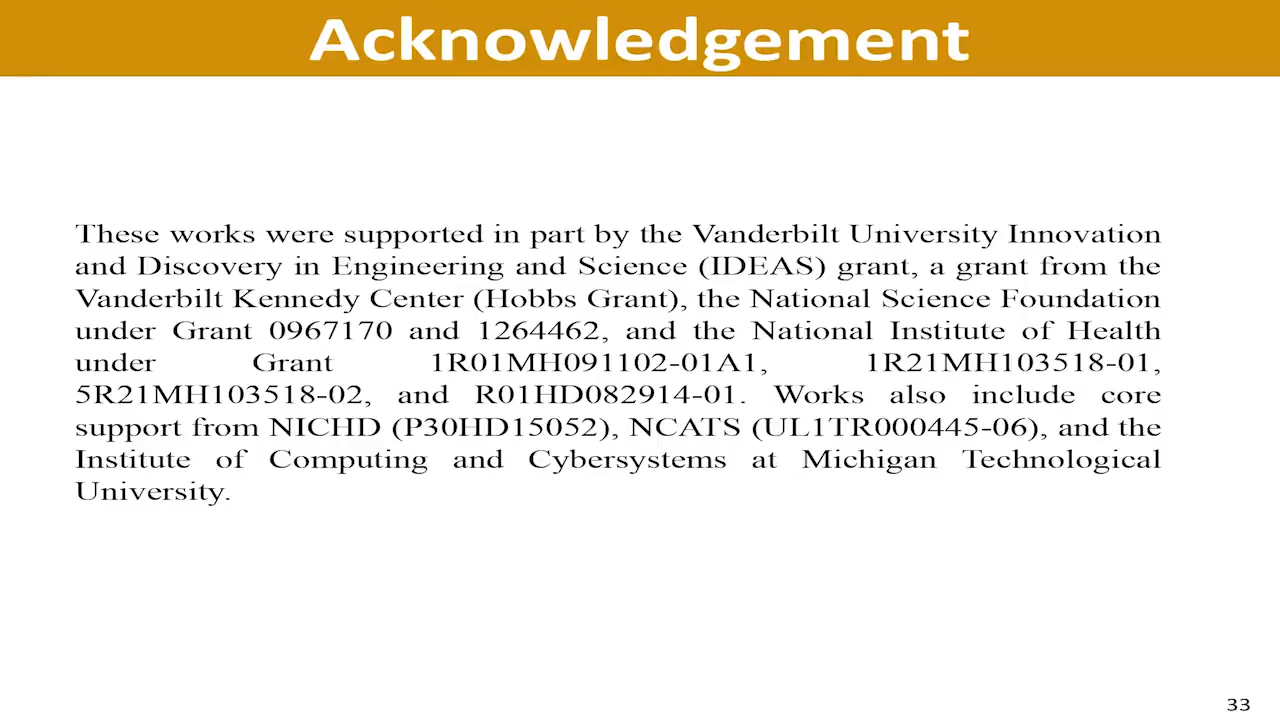 Acknowledgement
These works were supported in part by the Vanderbilt University Innovation
and Discovery in Engineering and Science (IDEAS) grant, a grant from the
Vanderbilt Kennedy Center (Hobbs Grant), the National Science Foundation
under Grant 0967170 and 1264462, and the National Institute of Health
under Grant 1R01MH091102-01A1, 1R21MH103518-01,
5R21MH103518-02, and R01HD082914-01. Works also include core
support from NICHD (P30HD15052), NCATS (UL1TR000445-06), and the
Institute of Computing and Cybersystems at Michigan Technological
University.
33